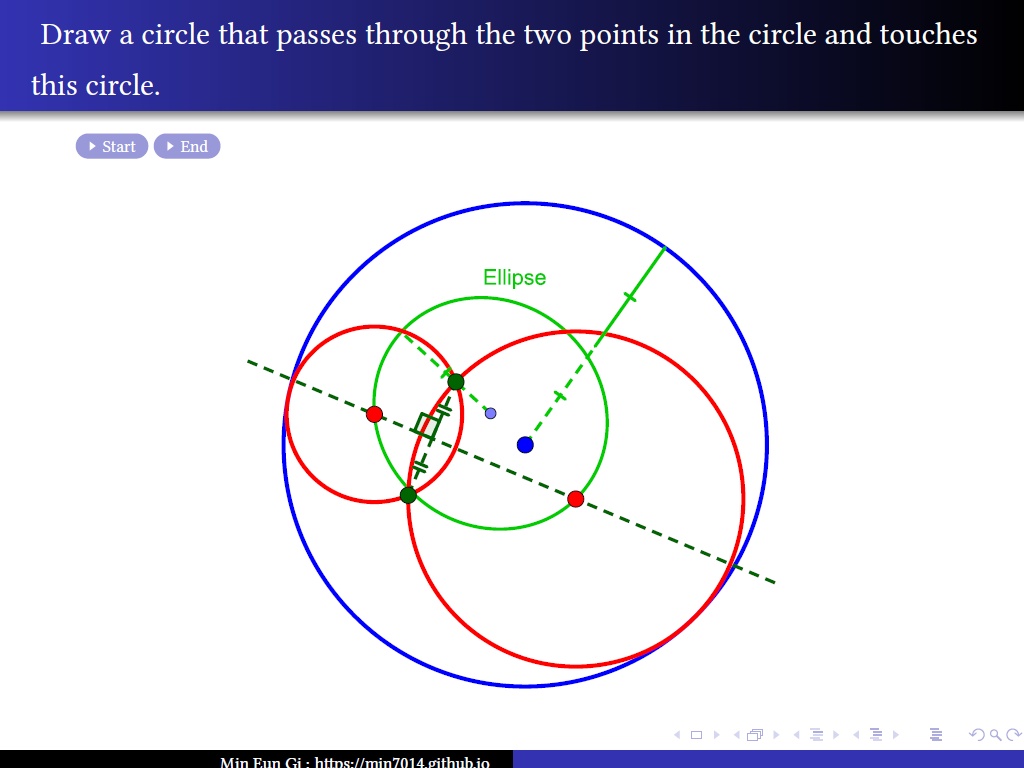 Draw a circle that passes through the two points in the circle and touches
this circle.
Start
End
Ellipse
Min Eun Gi : https://min7014.github.io